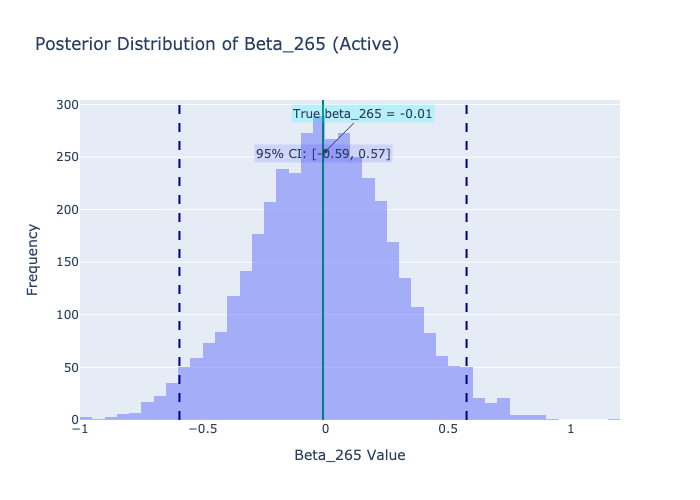 Posterior Distribution of Beta_265 (Active)
True beta_265 = -0.01
95% CI: [-0.59, 0.57]
Frequency
300
250
200
150
100
50
0
−1
−0.5
0
0.5
1
Beta_265 Value